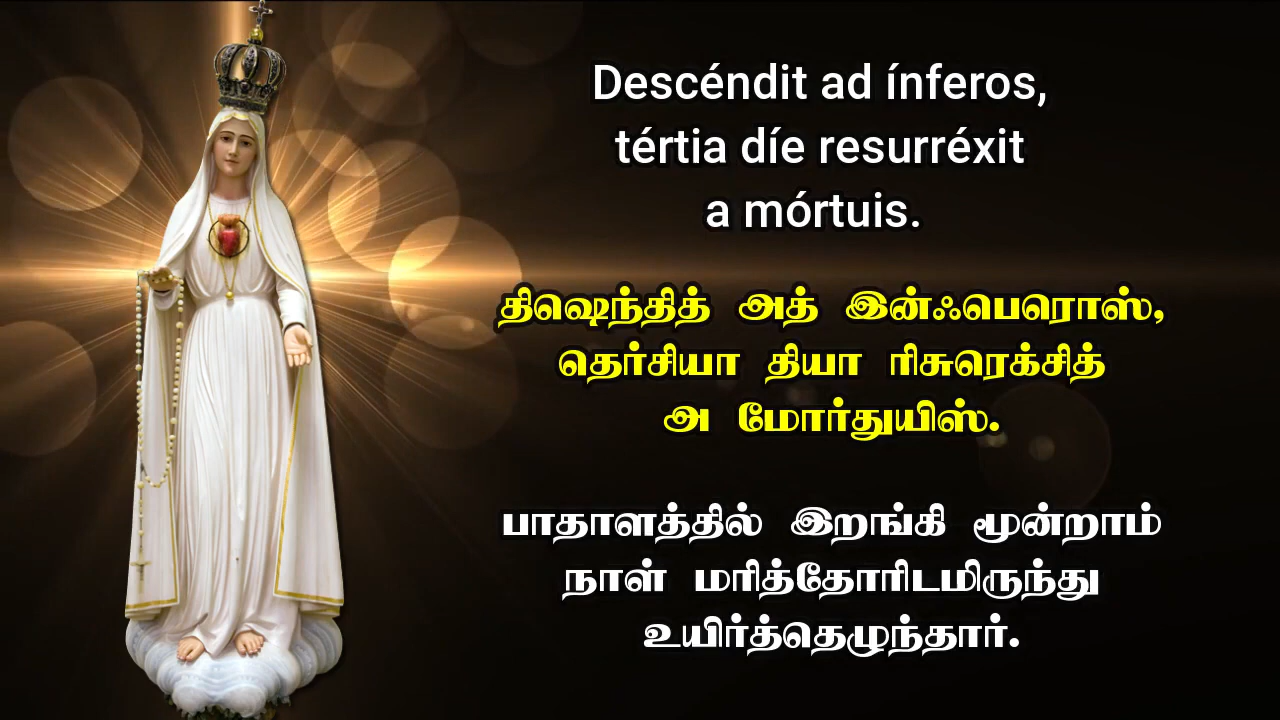 Descéndit ad ínferos,
tértia díe resurréxit
a mórtuis.
திஷெந்தித் அத் இன்ஃபெரொஸ்,
தெர்சியா தியா ரிசுரெக்சித்
அ மோர்துயிஸ்.
பாதாளத்தில் இறங்கி மூன்றாம்
நாள் மரித்தோரிடமிருந்து
உயிர்த்தெழுந்தார்.